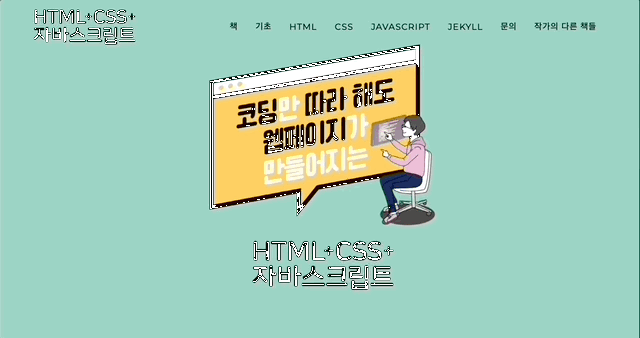 HTML+CSS+
자바스크립트
책 기초 HTML CSS JAVASCRIPT JEKYLL 문의 작가의 다른 책들
코딩만 따라 해도
웹페이지가
만들어지는
HTML+CSS+
자바스크립트